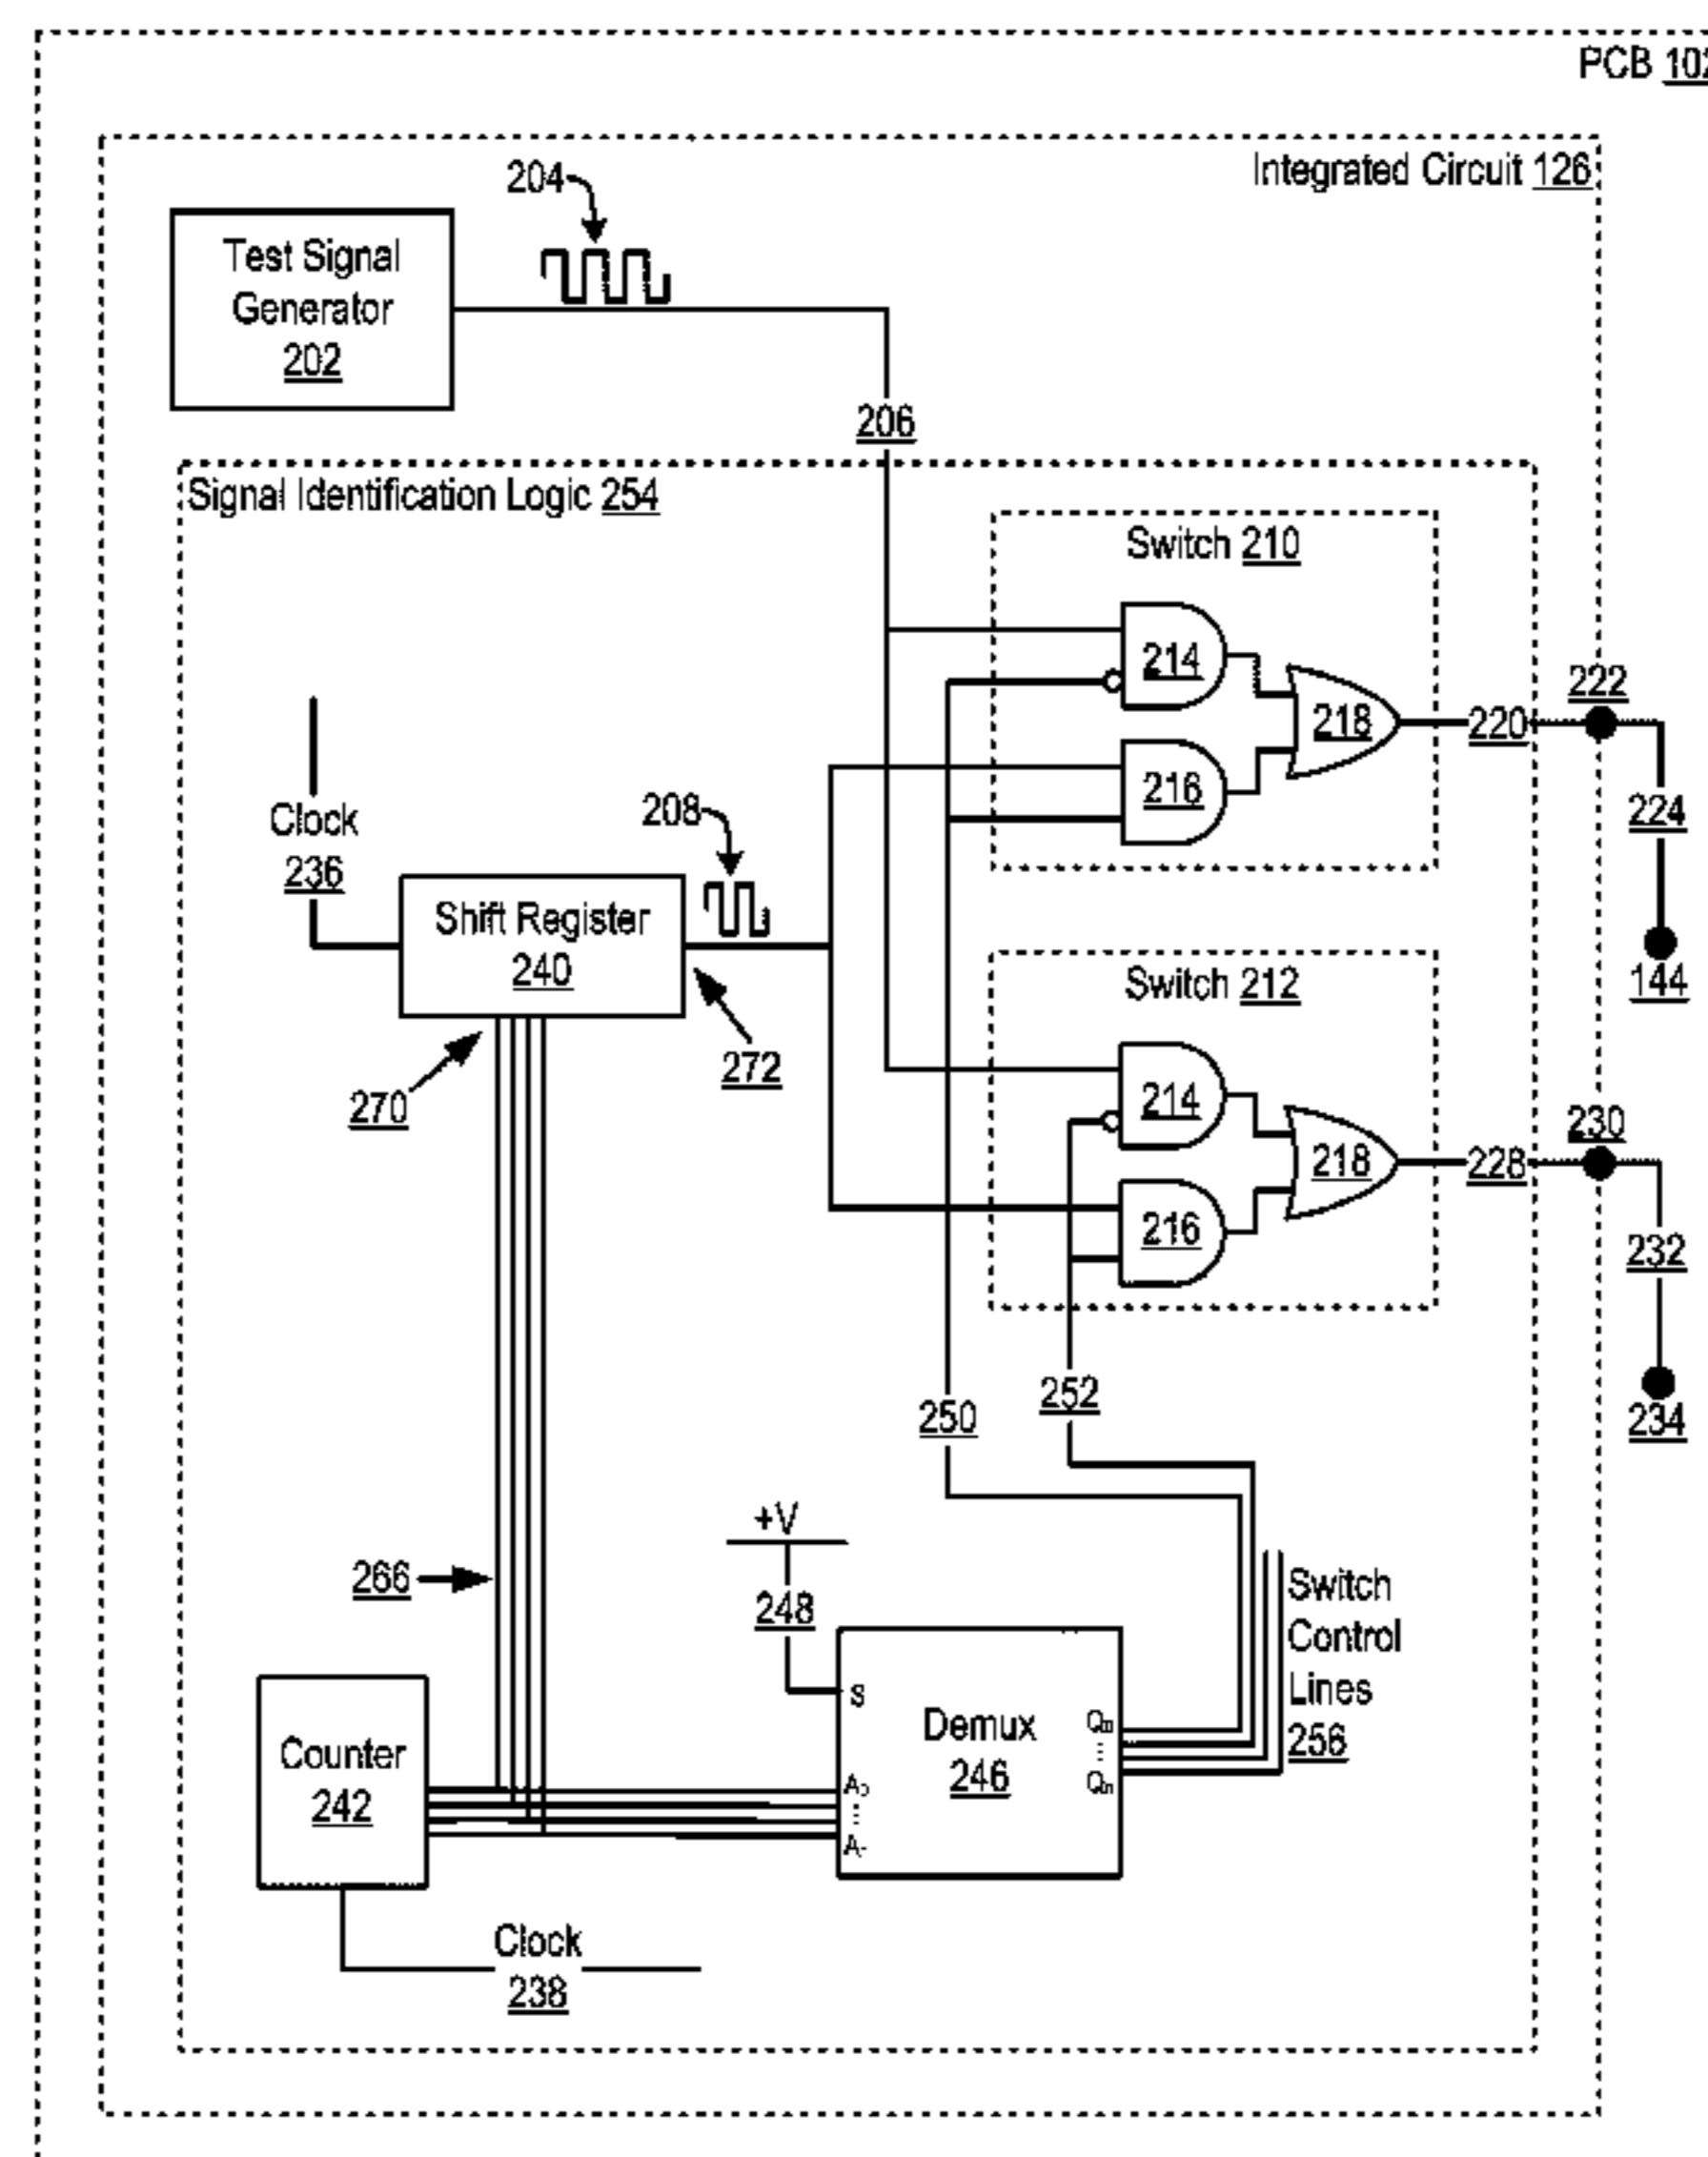 PCB 102
Integrated Circuit 126
204
Test Signal
Generator
202
206
Signal Identification Logic 254
Switch 210
214
216
218
220
222
224
144
Clock
236
208
Shift Register
240
272
270
Switch 212
214
216
218
228
230
232
234
252
250
+V
248
266
Switch
Control
Lines
256
S
Demux
246
Counter
242
Clock
238